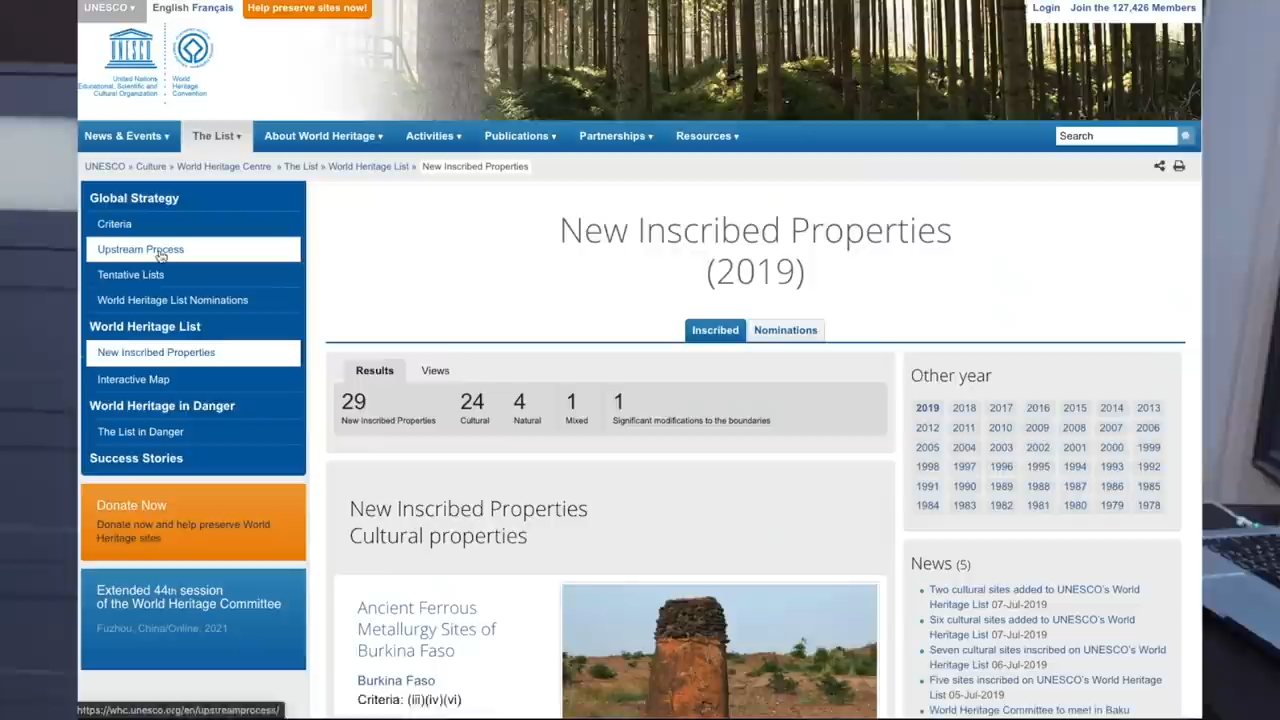 UNESCO ▾
English Français
Help preserve sites now!
Login
Join the 127,426 Members
United Nations
Educational, Scientific and
Cultural Organization
World
Heritage
Convention
News & Events ▾
The List ▾
About World Heritage ▾
Activities ▾
Publications ▾
Partnerships ▾
Resources ▾
Search
UNESCO » Culture » World Heritage Centre » The List » World Heritage List » New Inscribed Properties
Global Strategy
Criteria
Upstream Process
Tentative Lists
World Heritage List Nominations
World Heritage List
New Inscribed Properties
Interactive Map
World Heritage in Danger
The List in Danger
Success Stories
Donate Now
Donate now and help preserve World
Heritage sites
Extended 44th session
of the World Heritage Committee
Fuzhou, China/Online, 2021
https://whc.unesco.org/en/upstreamprocess/
New Inscribed Properties
(2019)
Inscribed
Nominations
Results
Views
29
New Inscribed Properties
24
Cultural
4
Natural
1
Mixed
1
Significant modifications to the boundaries
New Inscribed Properties
Cultural properties
Ancient Ferrous
Metallurgy Sites of
Burkina Faso
Burkina Faso
Criteria: (iii)(iv)(vi)
Other year
2019 2018 2017 2016 2015 2014 2013
2012 2011 2010 2009 2008 2007 2006
2005 2004 2003 2002 2001 2000 1999
1998 1997 1996 1995 1994 1993 1992
1991 1990 1989 1988 1987 1986 1985
1984 1983 1982 1981 1980 1979 1978
News (5)
Two cultural sites added to UNESCO's World
Heritage List 07-Jul-2019
Six cultural sites added to UNESCO's World
Heritage List 07-Jul-2019
Seven cultural sites inscribed on UNESCO's World
Heritage List 06-Jul-2019
Five sites inscribed on UNESCO's World Heritage
List 05-Jul-2019
World Heritage Committee to meet in Baku